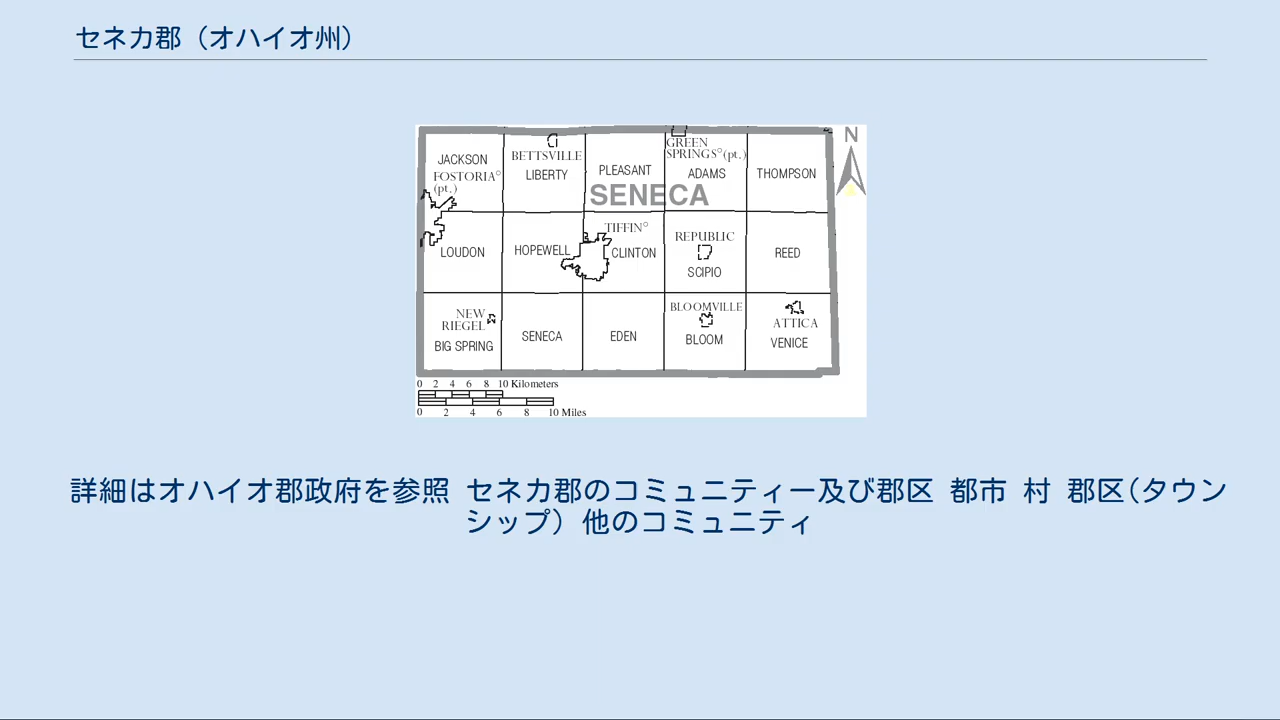 セネカ郡（オハイオ州）
N
JACKSON
FOSTORIA°
(pt.)
BETTSVILLE
LIBERTY
PLEASANT
GREEN
SPRINGS°(pt.)
ADAMS
THOMPSON
SENECA
LOUDON
HOPEWELL
TIFFIN°
CLINTON
REPUBLIC
SCIPIO
REED
NEW
RIEGEL
BIG SPRING
SENECA
EDEN
BLOOMVILLE
BLOOM
ATTICA
VENICE
0 2 4 6 8 10 Kilometers
0 2 4 6 8 10 Miles
詳細はオハイオ郡政府を参照 セネカ郡のコミュニティー及び郡区 都市 村 郡区(タウン
シップ）他のコミュニティ